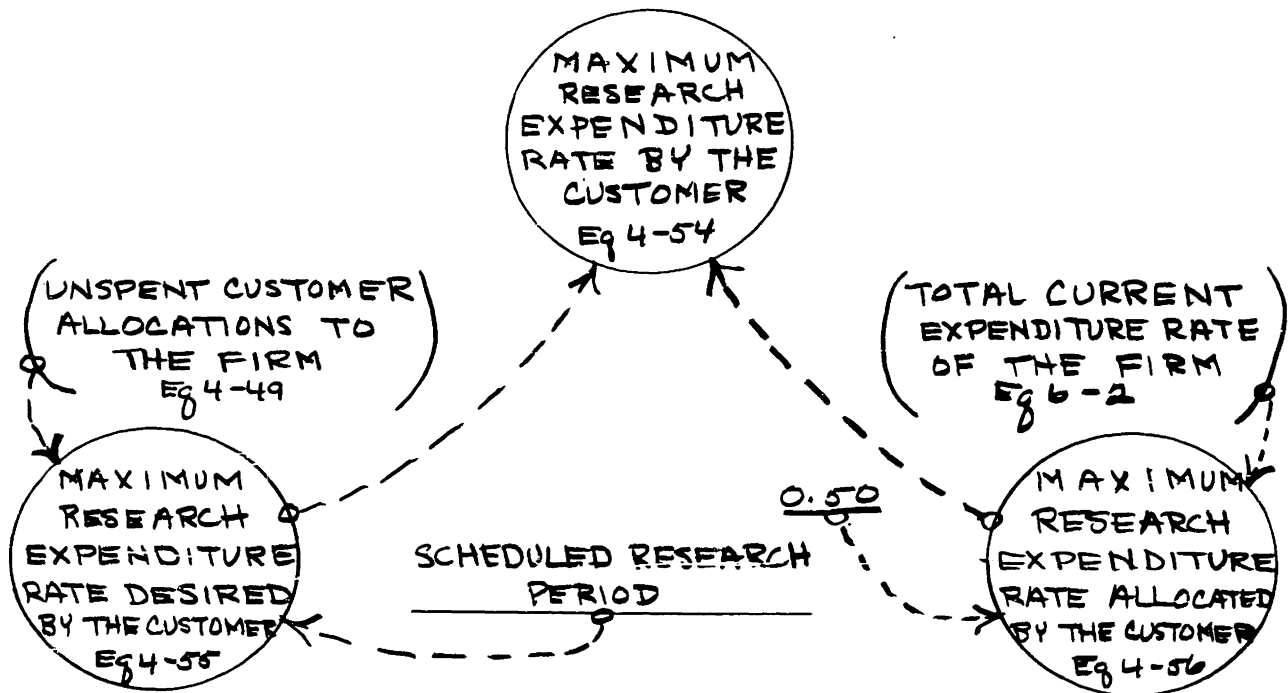 MAXIMUM
RESEARCH
EXPENDITURE
RATE BY THE
CUSTOMER
Eq 4-54
UNSPENT CUSTOMER
ALLOCATIONS TO
THE FIRM
Eq 4-49
TOTAL CURRENT
EXPENDITURE RATE
OF THE FIRM
Eq 6-2
MAXIMUM
RESEARCH
EXPENDITURE
RATE DESIRED
BY THE CUSTOMER
Eq 4-55
SCHEDULED RESEARCH
PERIOD
0.50
MAXIMUM
RESEARCH
EXPENDITURE
RATE ALLOCATED
BY THE CUSTOMER
Eq 4-56